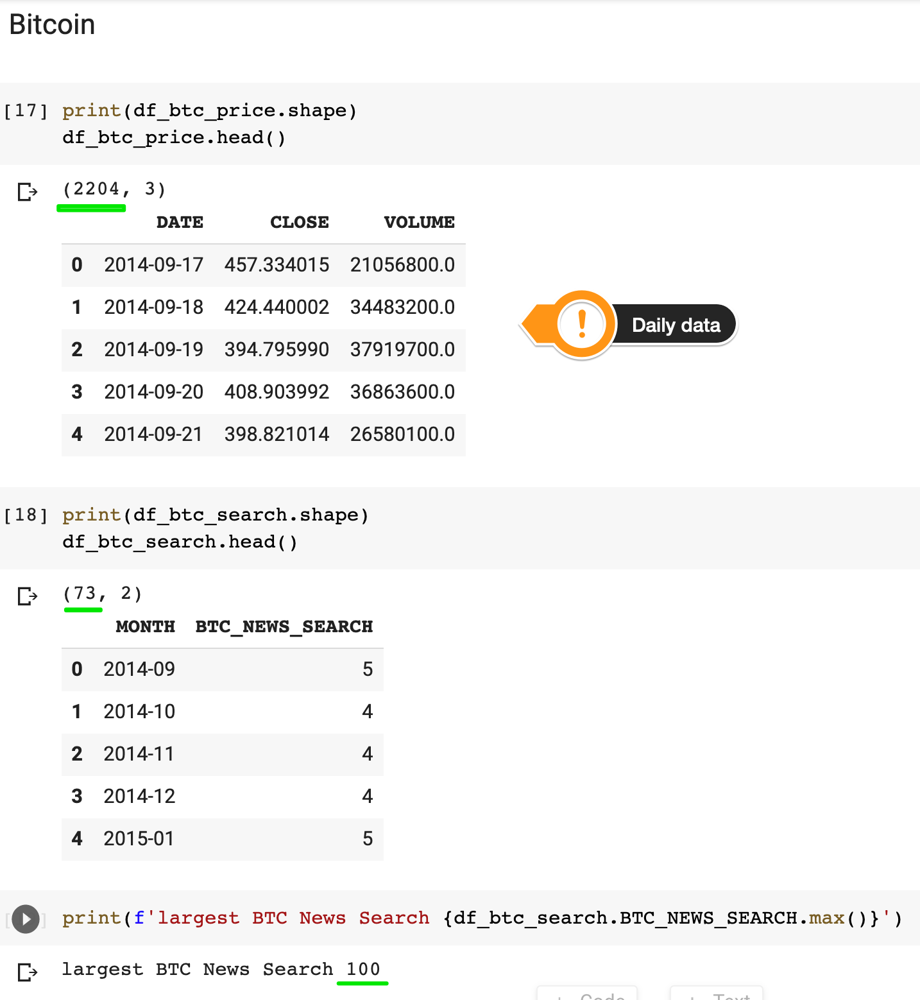 Bitcoin
[17] print(df_btc_price.shape)
df_btc_price.head()
(2204, 3)
DATE CLOSE VOLUME
0 2014-09-17 457.334015 21056800.0
1 2014-09-18 424.440002 34483200.0
2 2014-09-19 394.795990 37919700.0
3 2014-09-20 408.903992 36863600.0
4 2014-09-21 398.821014 26580100.0
! Daily data
[18] print(df_btc_search.shape)
df_btc_search.head()
(73, 2)
MONTH BTC_NEWS_SEARCH
0 2014-09 5
1 2014-10 4
2 2014-11 4
3 2014-12 4
4 2015-01 5
[ ] print(f'largest BTC News Search {df_btc_search.BTC_NEWS_SEARCH.max()}')
largest BTC News Search 100
+ Code + Text